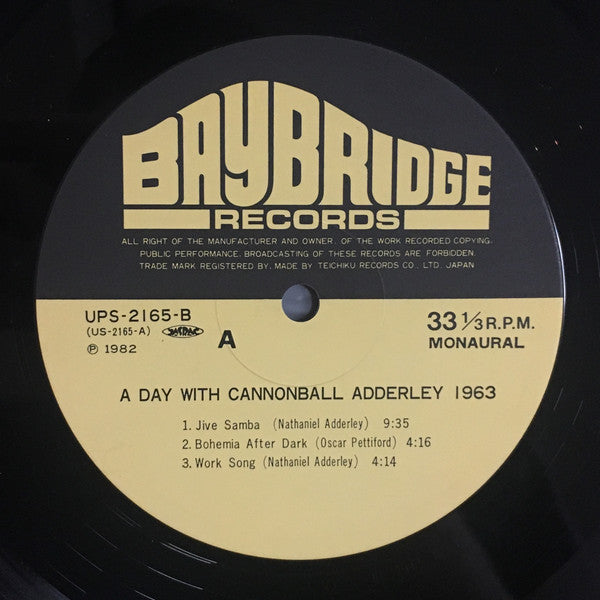 BAYBRIDGE
RECORDS
ALL RIGHT OF THE MANUFACTURER AND OWNER. OF THE WORK RECORDED COPYING.
PUBLIC PERFORMANCE. BROADCASTING OF THESE RECORDS ARE FORBIDDEN.
TRADE MARK REGISTERED BY. MADE BY TEICHIKU RECORDS CO., LTD. JAPAN
UPS-2165-B
(US-2165-A)
℗ 1982
A
33 1/3 R.P.M.
MONAURAL
A DAY WITH CANNONBALL ADDERLEY 1963
1. Jive Samba (Nathaniel Adderley) 9:35
2. Bohemia After Dark (Oscar Pettiford) 4:16
3. Work Song (Nathaniel Adderley) 4:14